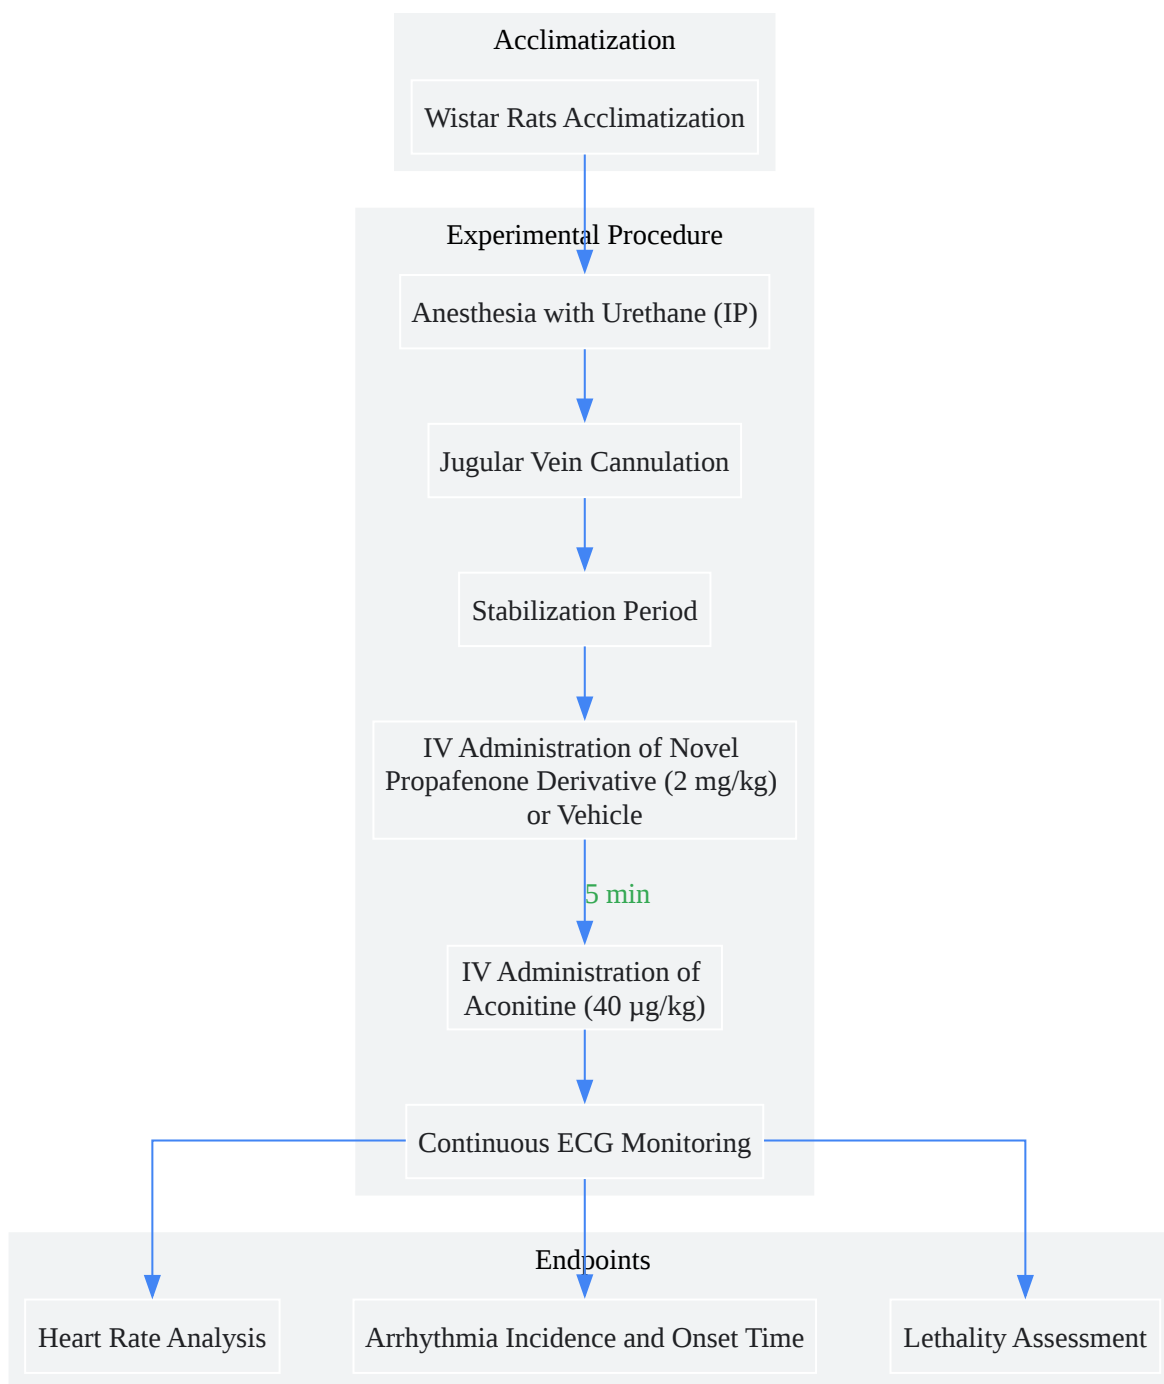 Acclimatization
Wistar Rats Acclimatization
Experimental Procedure
Anesthesia with Urethane (IP)
Jugular Vein Cannulation
Stabilization Period
IV Administration of Novel
Propafenone Derivative (2 mg/kg)
or Vehicle
5 min
IV Administration of
Aconitine (40 µg/kg)
Continuous ECG Monitoring
Endpoints
Heart Rate Analysis
Arrhythmia Incidence and Onset Time
Lethality Assessment